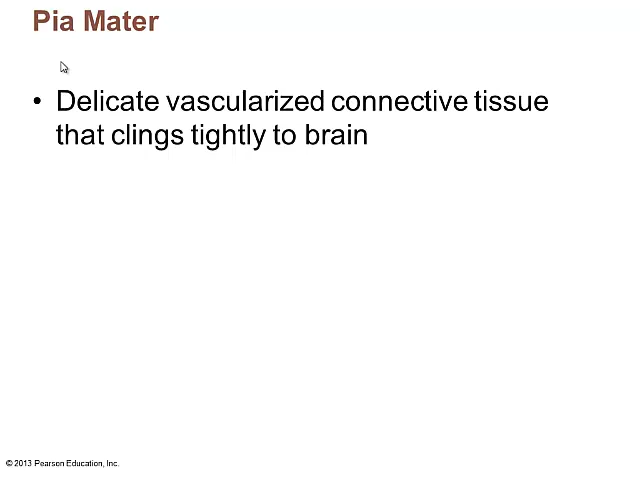 Pia Mater
• Delicate vascularized connective tissue
that clings tightly to brain
© 2013 Pearson Education, Inc.